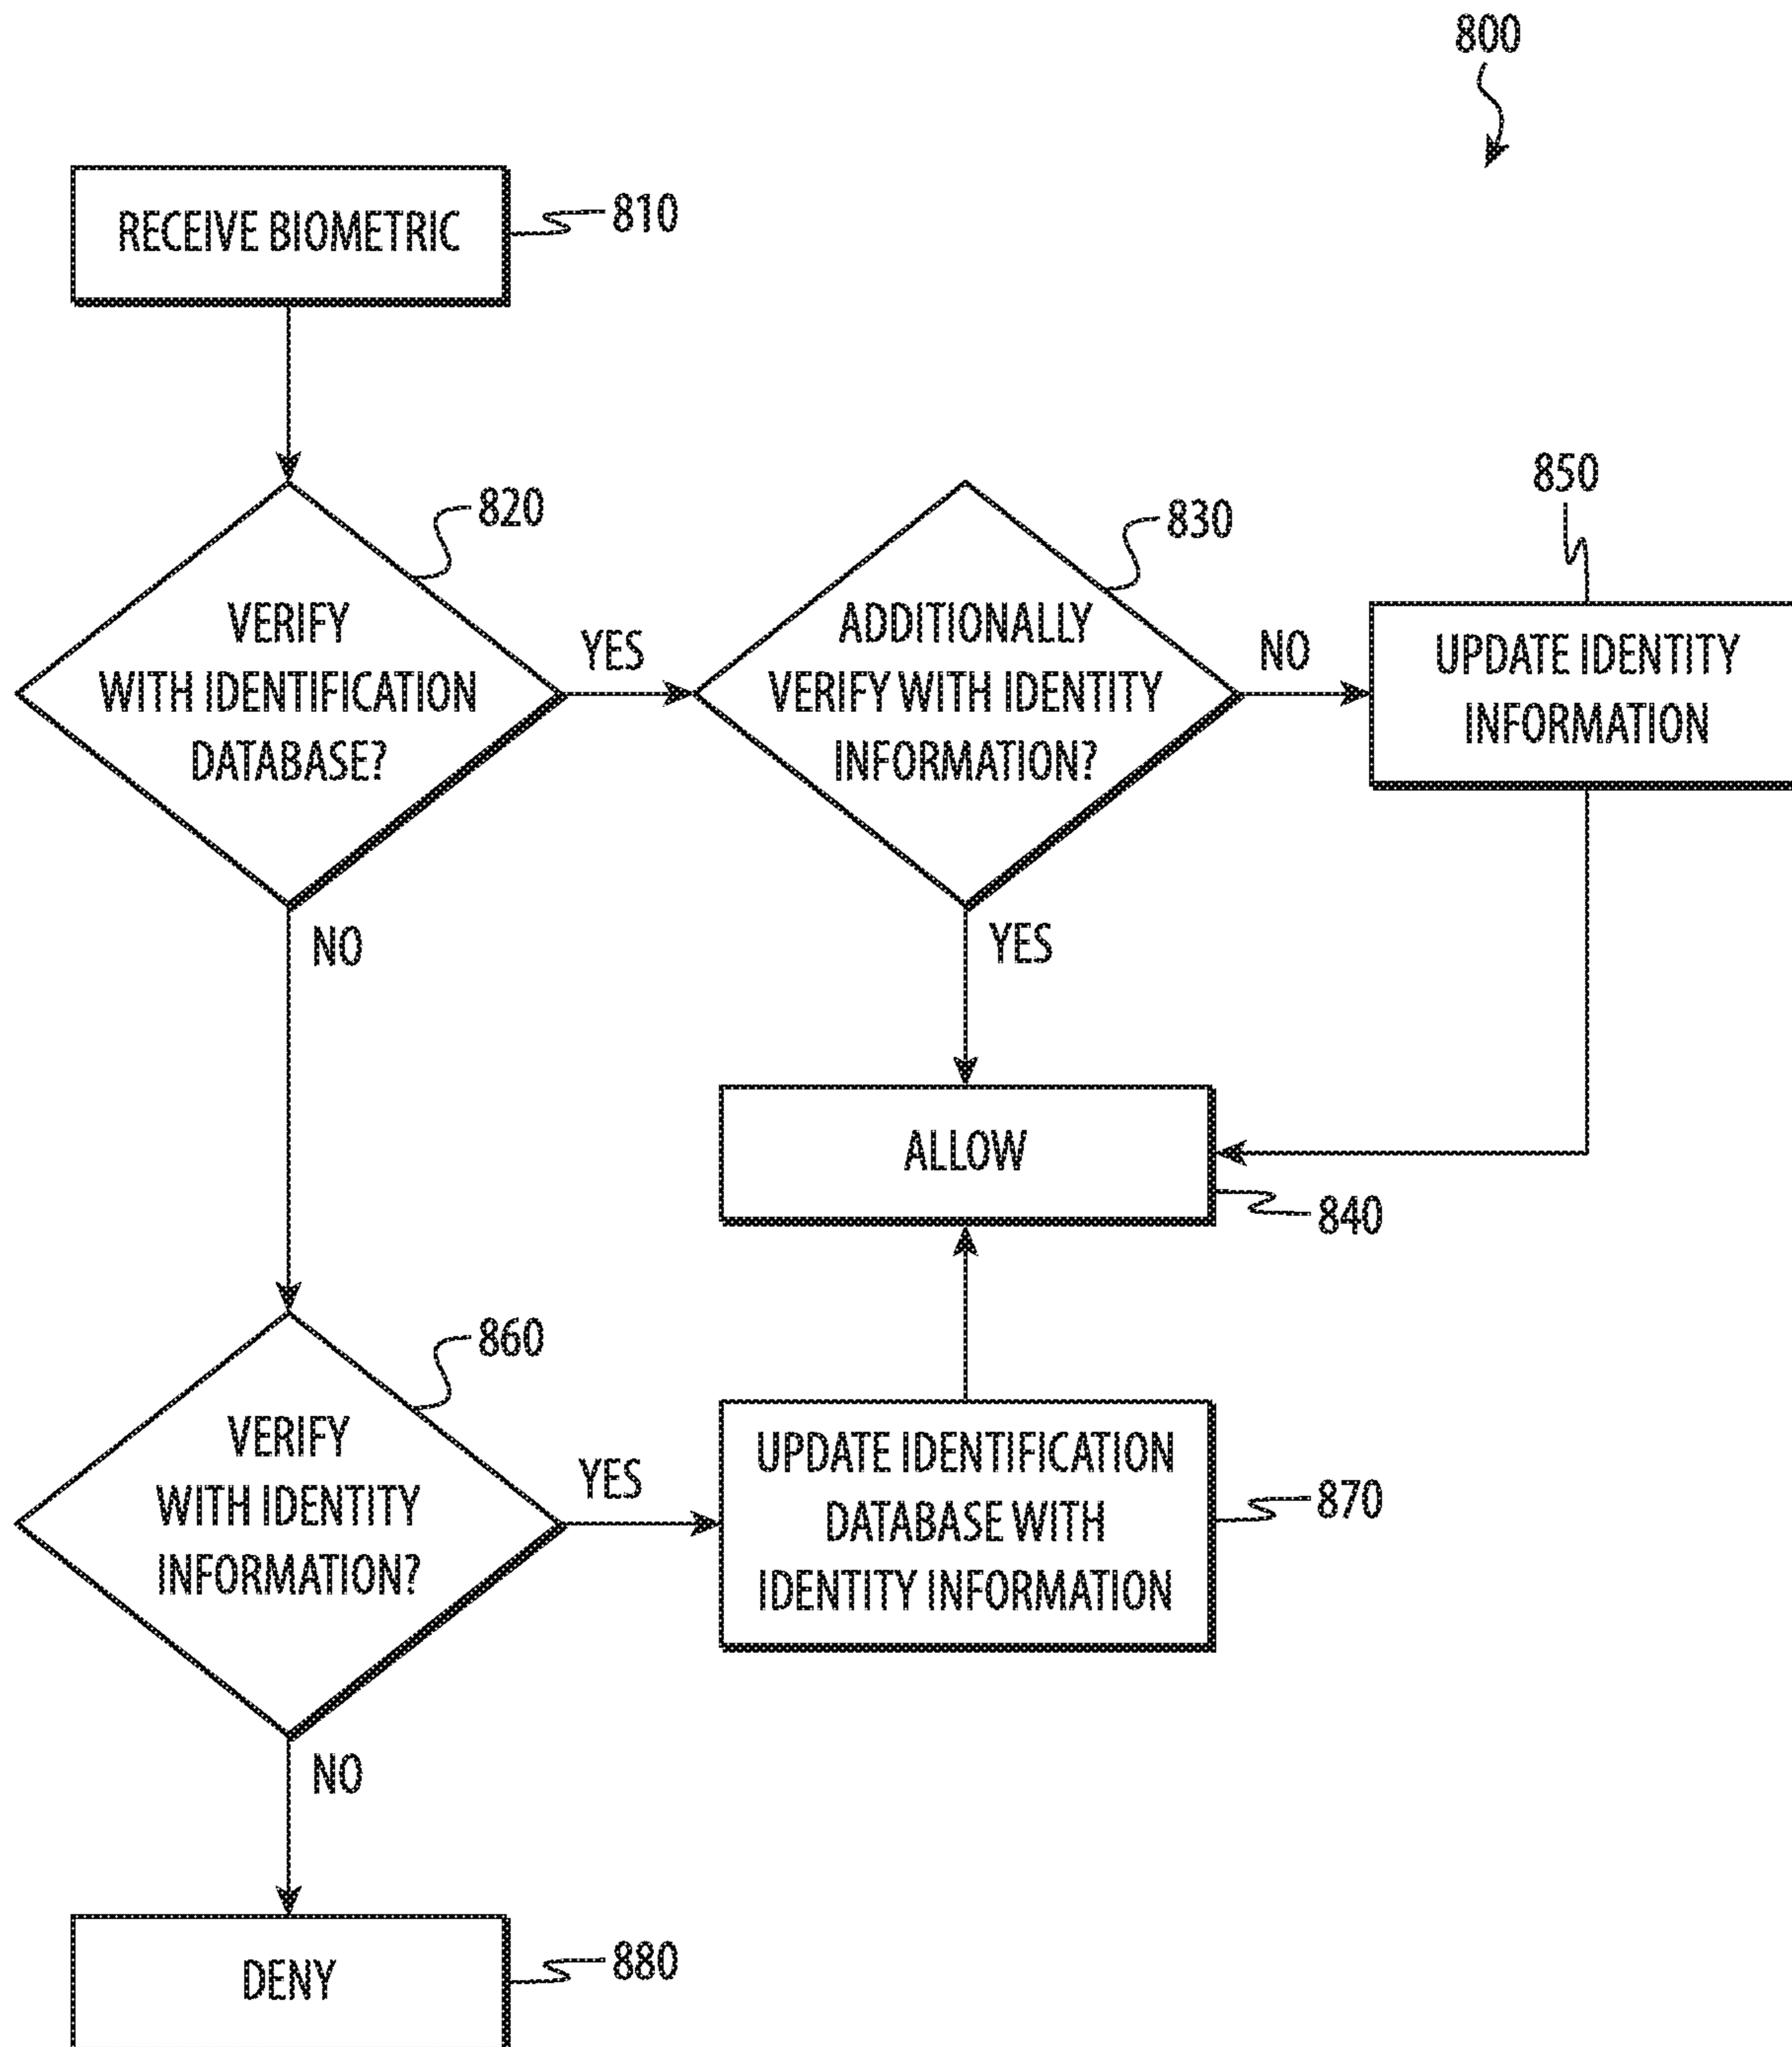 800
RECEIVE BIOMETRIC
810
820
VERIFY
WITH IDENTIFICATION
DATABASE?
YES
NO
830
ADDITIONALLY
VERIFY WITH IDENTITY
INFORMATION?
NO
YES
850
UPDATE IDENTITY
INFORMATION
ALLOW
840
860
VERIFY
WITH IDENTITY
INFORMATION?
YES
NO
UPDATE IDENTIFICATION
DATABASE WITH
IDENTITY INFORMATION
870
DENY
880